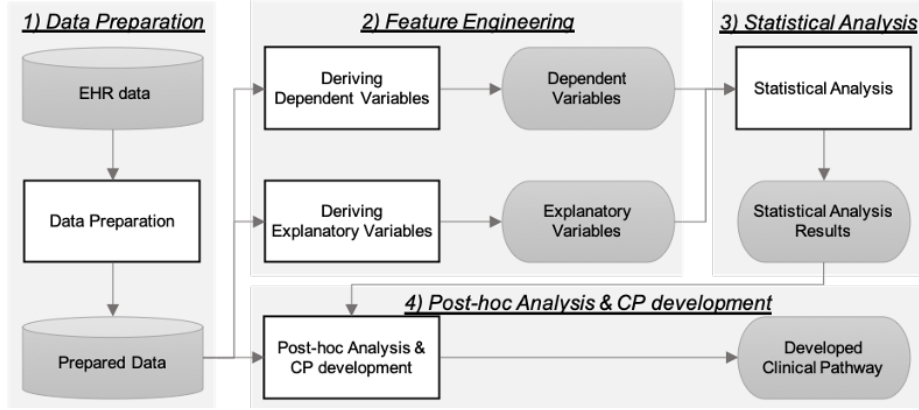 1) Data Preparation
EHR data
Data Preparation
Prepared Data
2) Feature Engineering
Deriving
Dependent Variables
Dependent
Variables
Deriving
Explanatory Variables
Explanatory
Variables
3) Statistical Analysis
Statistical Analysis
Statistical Analysis
Results
4) Post-hoc Analysis & CP development
Post-hoc Analysis &
CP development
Developed
Clinical Pathway